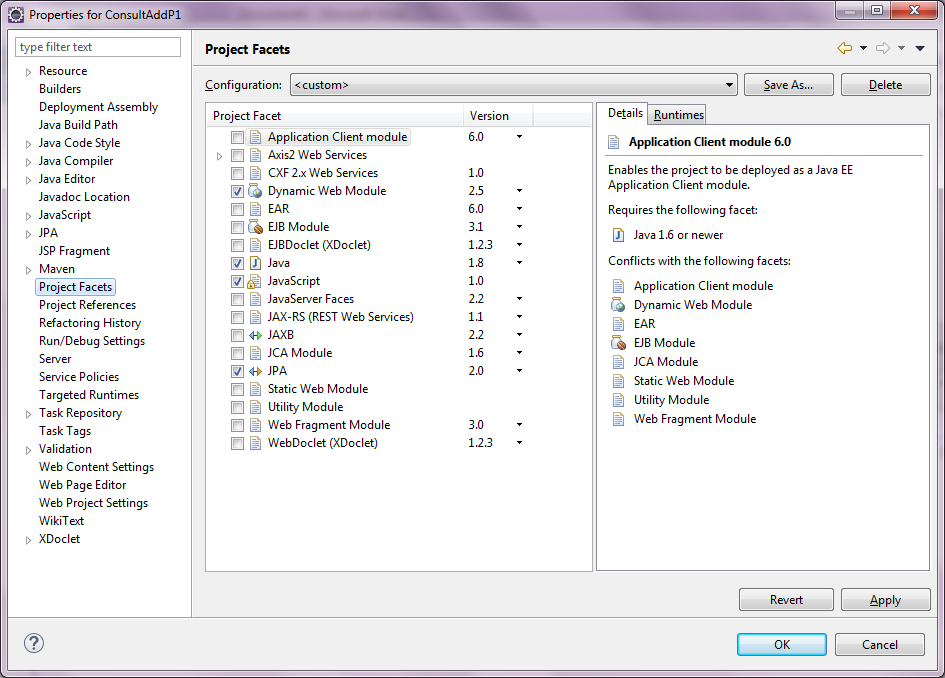 Properties for ConsultAddP1
type filter text
Resource
Builders
Deployment Assembly
Java Build Path
Java Code Style
Java Compiler
Java Editor
Javadoc Location
JavaScript
JPA
JSP Fragment
Maven
Project Facets
Project References
Refactoring History
Run/Debug Settings
Server
Service Policies
Targeted Runtimes
Task Repository
Task Tags
Validation
Web Content Settings
Web Page Editor
Web Project Settings
WikiText
XDoclet
Project Facets
Configuration: <custom> Save As... Delete
Project Facet Version
Application Client module 6.0
Axis2 Web Services
CXF 2.x Web Services 1.0
Dynamic Web Module 2.5
EAR 6.0
EJB Module 3.1
EJBDoclet (XDoclet) 1.2.3
Java 1.8
JavaScript 1.0
JavaServer Faces 2.2
JAX-RS (REST Web Services) 1.1
JAXB 2.2
JCA Module 1.6
JPA 2.0
Static Web Module
Utility Module
Web Fragment Module 3.0
WebDoclet (XDoclet) 1.2.3
Details Runtimes
Application Client module 6.0
Enables the project to be deployed as a Java EE
Application Client module.
Requires the following facet:
Java 1.6 or newer
Conflicts with the following facets:
Application Client module
Dynamic Web Module
EAR
EJB Module
JCA Module
Static Web Module
Utility Module
Web Fragment Module
Revert Apply
OK Cancel